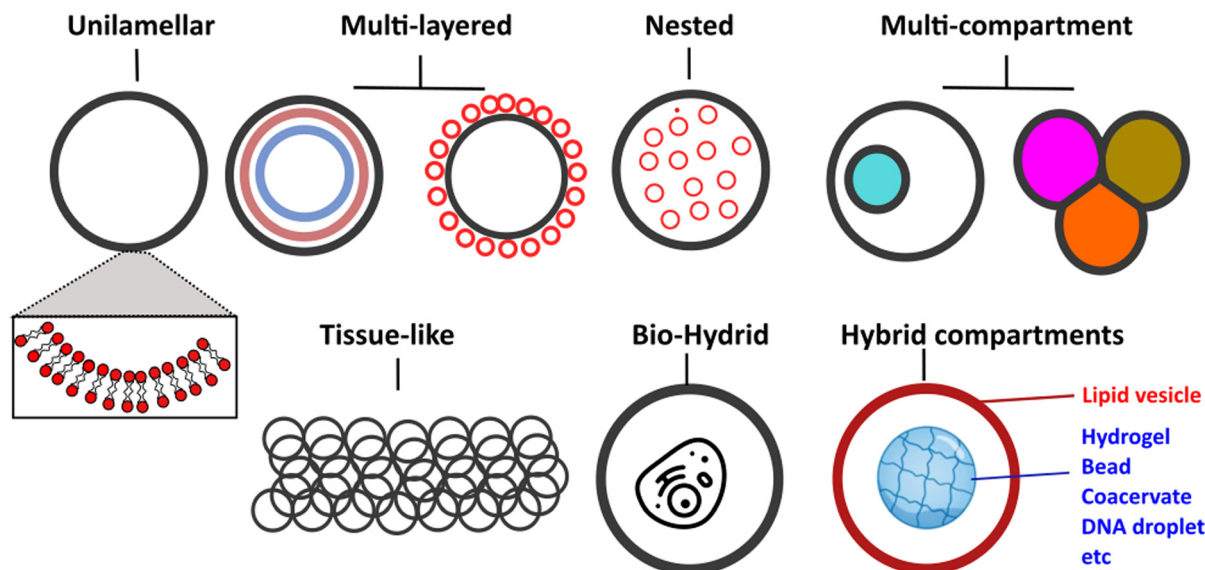 Unilamellar
Multi-layered
Nested
Multi-compartment
Tissue-like
Bio-Hydrid
Hybrid compartments
Lipid vesicle
Hydrogel
Bead
Coacervate
DNA droplet
etc